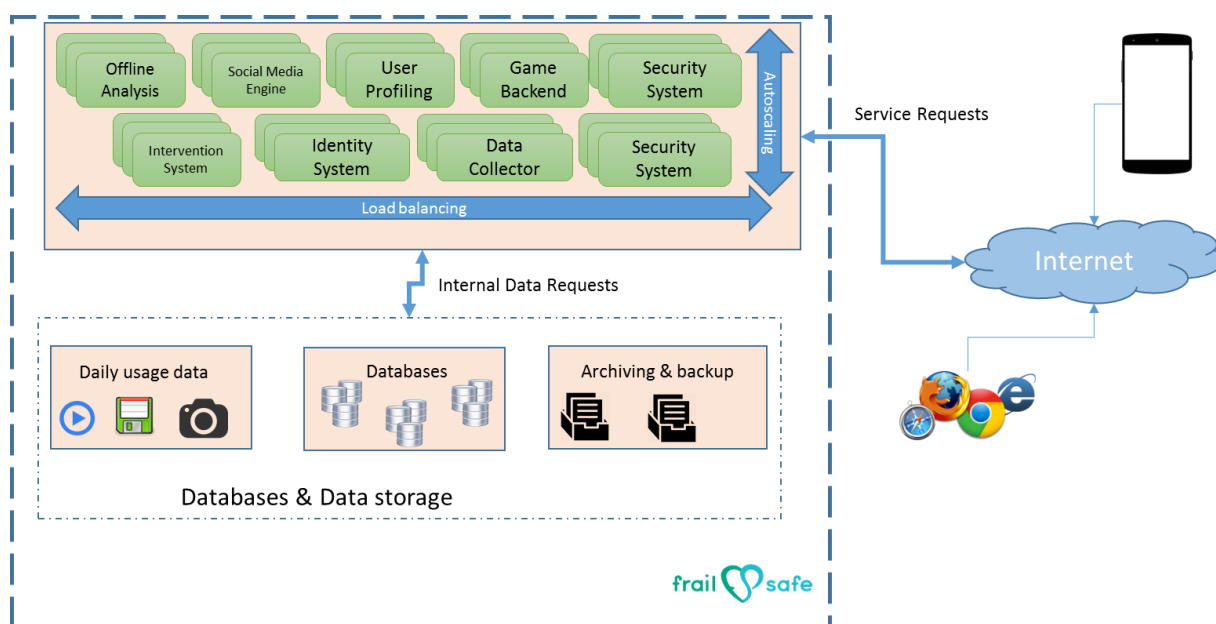 Offline
Analysis
Social Media
Engine
User
Profiling
Game
Backend
Security
System
Autoscaling
Intervention
System
Identity
System
Data
Collector
Security
System
Load balancing
Service Requests
Internet
Internal Data Requests
Daily usage data
Databases
Archiving & backup
Databases & Data storage
frail safe